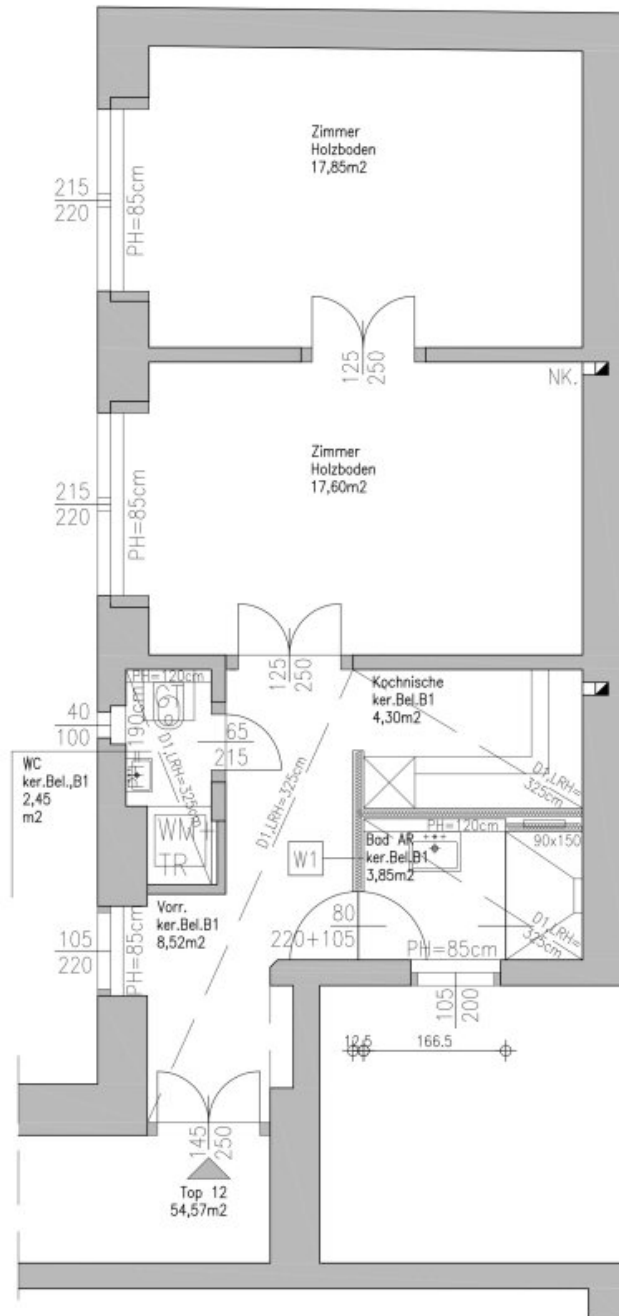 Zimmer
Holzboden
17,85m2
215
220
PH=85cm
125
250
NK.
Zimmer
Holzboden
17,60m2
215
220
PH=85cm
125
250
PH=120cm
Kochnische
ker.Bel.B1
4,30m2
40
100
PH=190cm
D1,LRH=325cm
65
215
D1,LRH=325cm
D1,LRH=
325cm
WC
ker.Bel.,B1
2,45
m2
WM
TR
W1
PH=120cm
Bad AR
ker.Bel.B1
3,85m2
90x150
D1,LRH=
325cm
Vorr.
ker.Bel.B1
8,52m2
105
220
PH=85cm
80
220+105
PH=85cm
105
200
12.5
166.5
145
250
Top 12
54,57m2